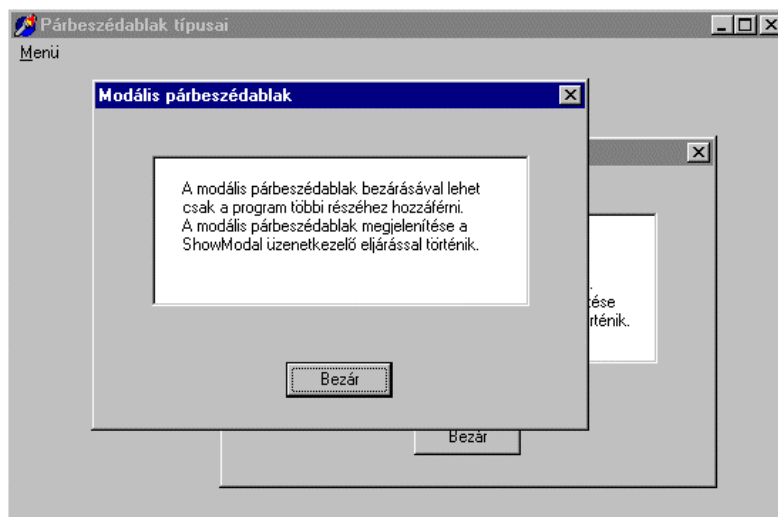 Párbeszédablak típusai
Menü
Modális párbeszédablak
A modális párbeszédablak bezárásával lehet
csak a program többi részéhez hozzáférni.
A modális párbeszédablak megjelenítése a
ShowModal üzenetkezelő eljárással történik.
Bezár
Bezár